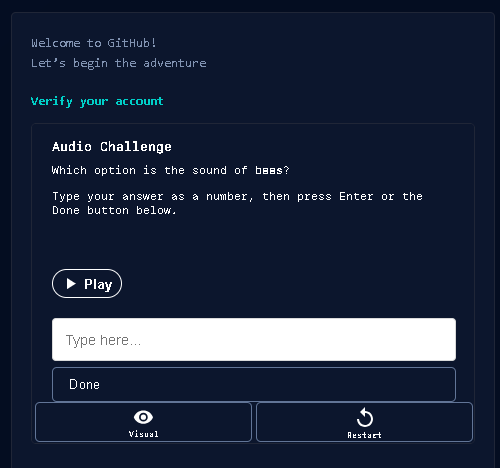 Welcome to GitHub!
Let's begin the adventure
Verify your account
Audio Challenge
Which option is the sound of bees?
Type your answer as a number, then press Enter or the
Done button below.
Play
Type here...
Done
Visual
Restart